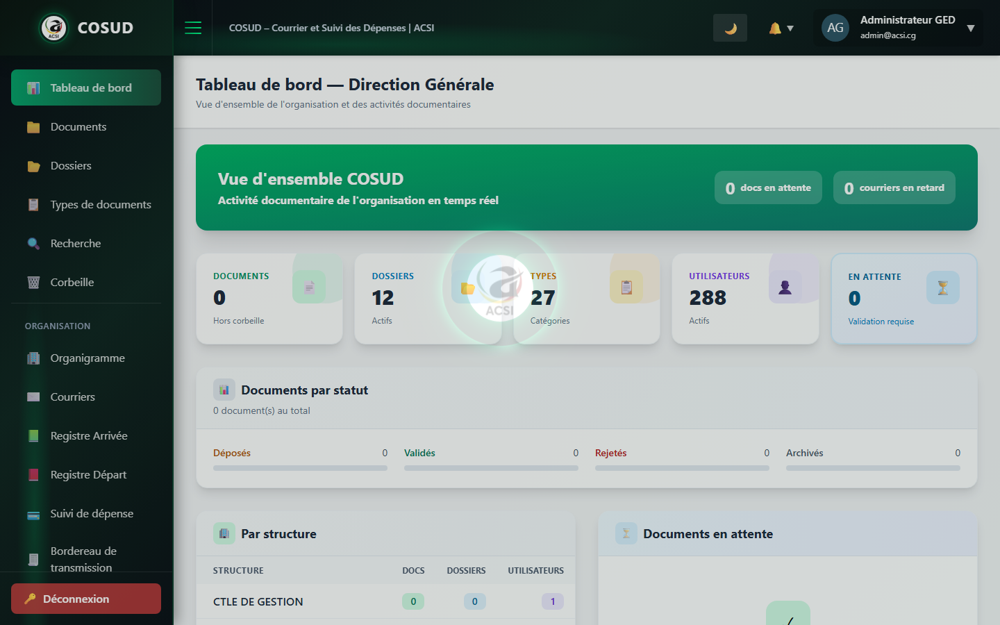 ACSI
COSUD
COSUD – Courrier et Suivi des Dépenses | ACSI
AG
Administrateur GED
admin@acsi.cg
Tableau de bord
Documents
Dossiers
Types de documents
Recherche
Corbeille
ORGANISATION
Organigramme
Courriers
Registre Arrivée
Registre Départ
Suivi de dépense
Bordereau de
transmission
Déconnexion
Tableau de bord — Direction Générale
Vue d'ensemble de l'organisation et des activités documentaires
Vue d'ensemble COSUD
Activité documentaire de l'organisation en temps réel
0 docs en attente
0 courriers en retard
DOCUMENTS
0
Hors corbeille
DOSSIERS
12
Actifs
ACSI
TYPES
27
Catégories
UTILISATEURS
288
Actifs
EN ATTENTE
0
Validation requise
Documents par statut
0 document(s) au total
Déposés 0
Validés 0
Rejetés 0
Archivés 0
Par structure
STRUCTURE DOCS DOSSIERS UTILISATEURS
CTLE DE GESTION 0 0 1
Documents en attente